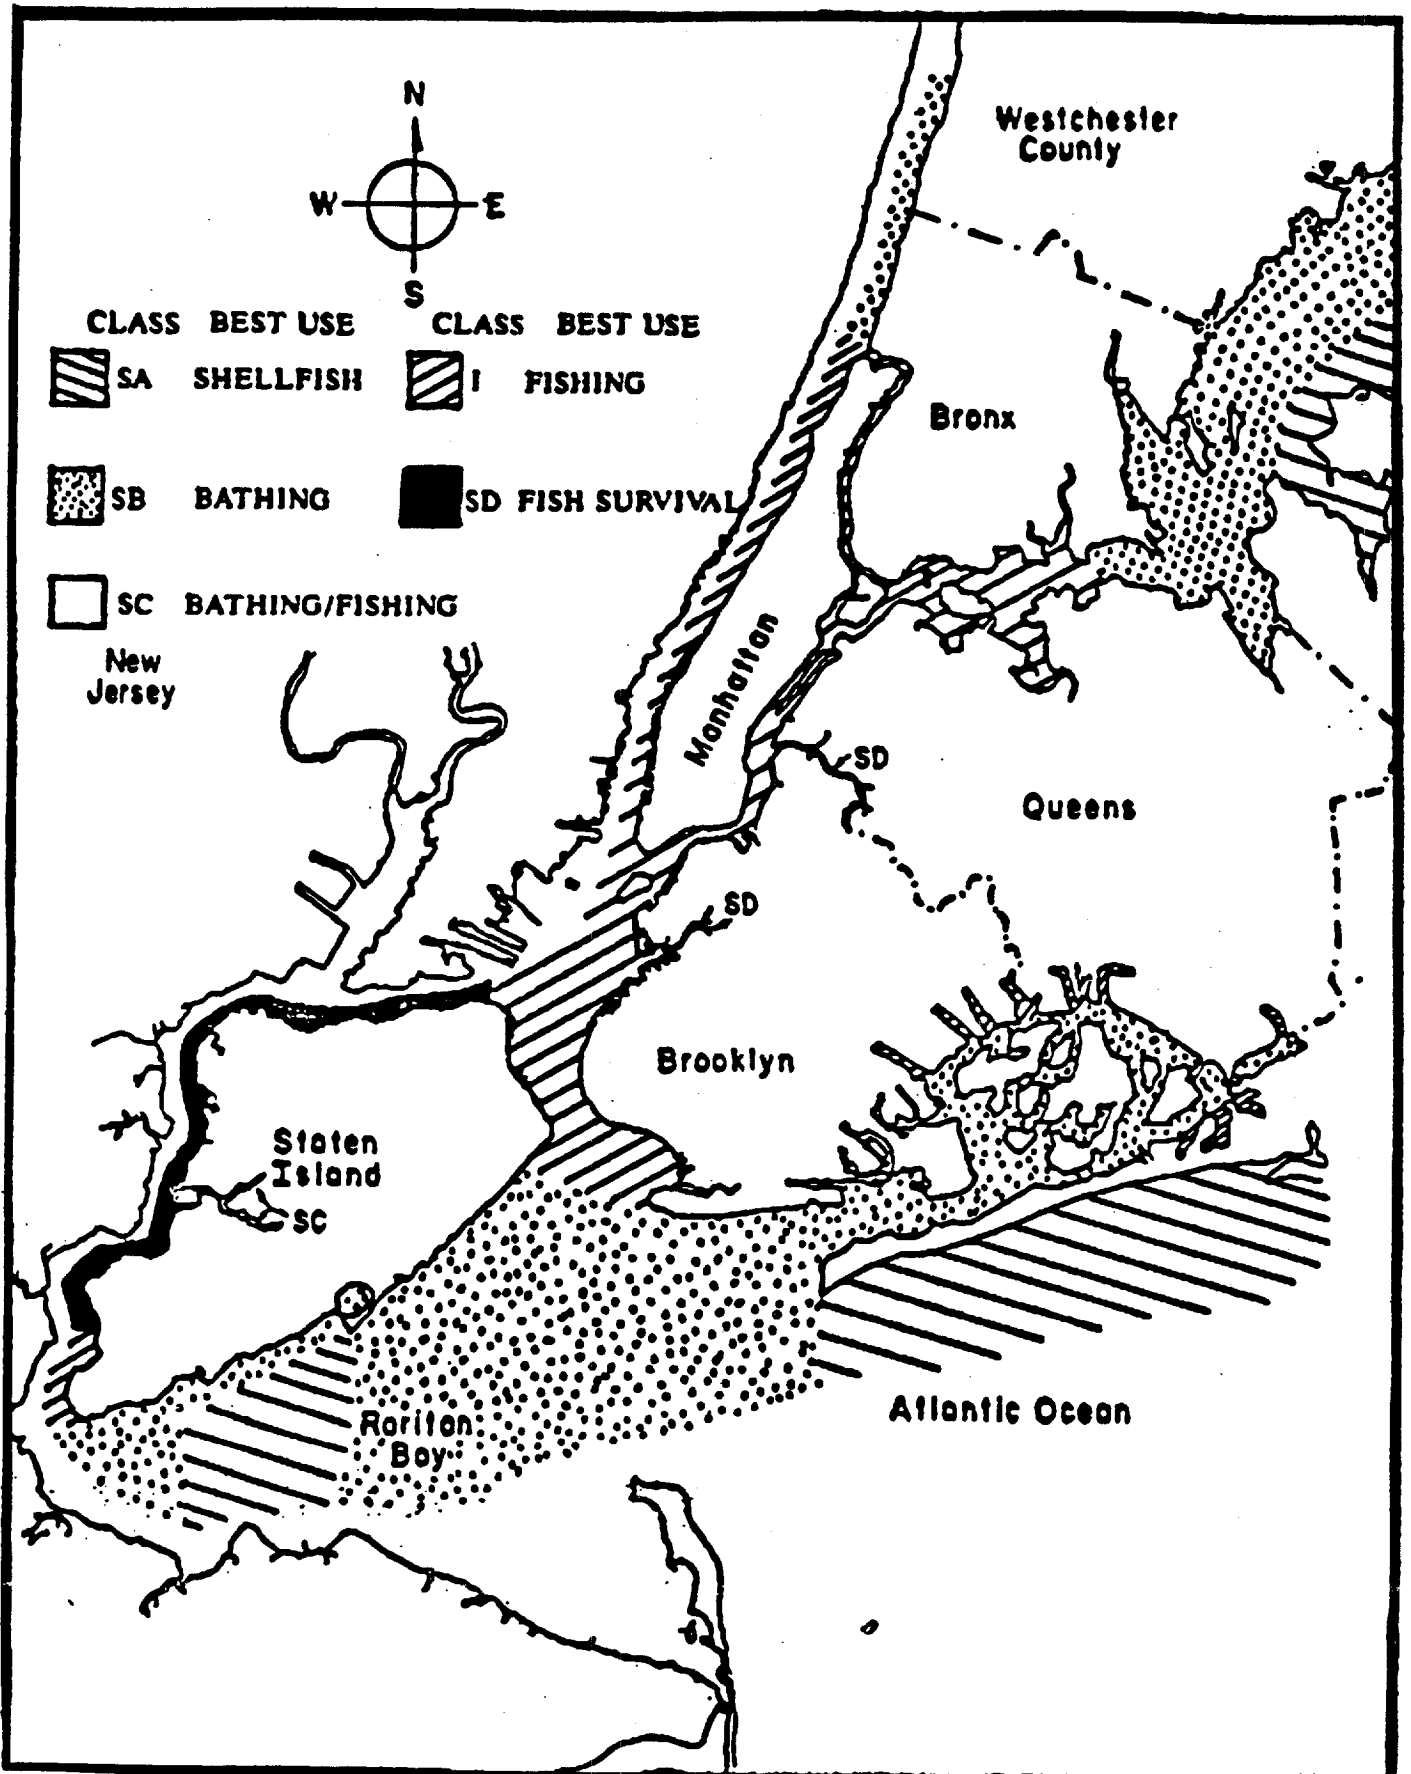 N
Westchester
County
W E
S
CLASS BEST USE CLASS BEST USE
SA SHELLFISH I FISHING
Bronx
SB BATHING SD FISH SURVIVAL
SC BATHING/FISHING
New
Jersey
Manhattan
SD
Queens
SD
Brooklyn
Staten
Island
SC
Atlantic Ocean
Raritan
Bay